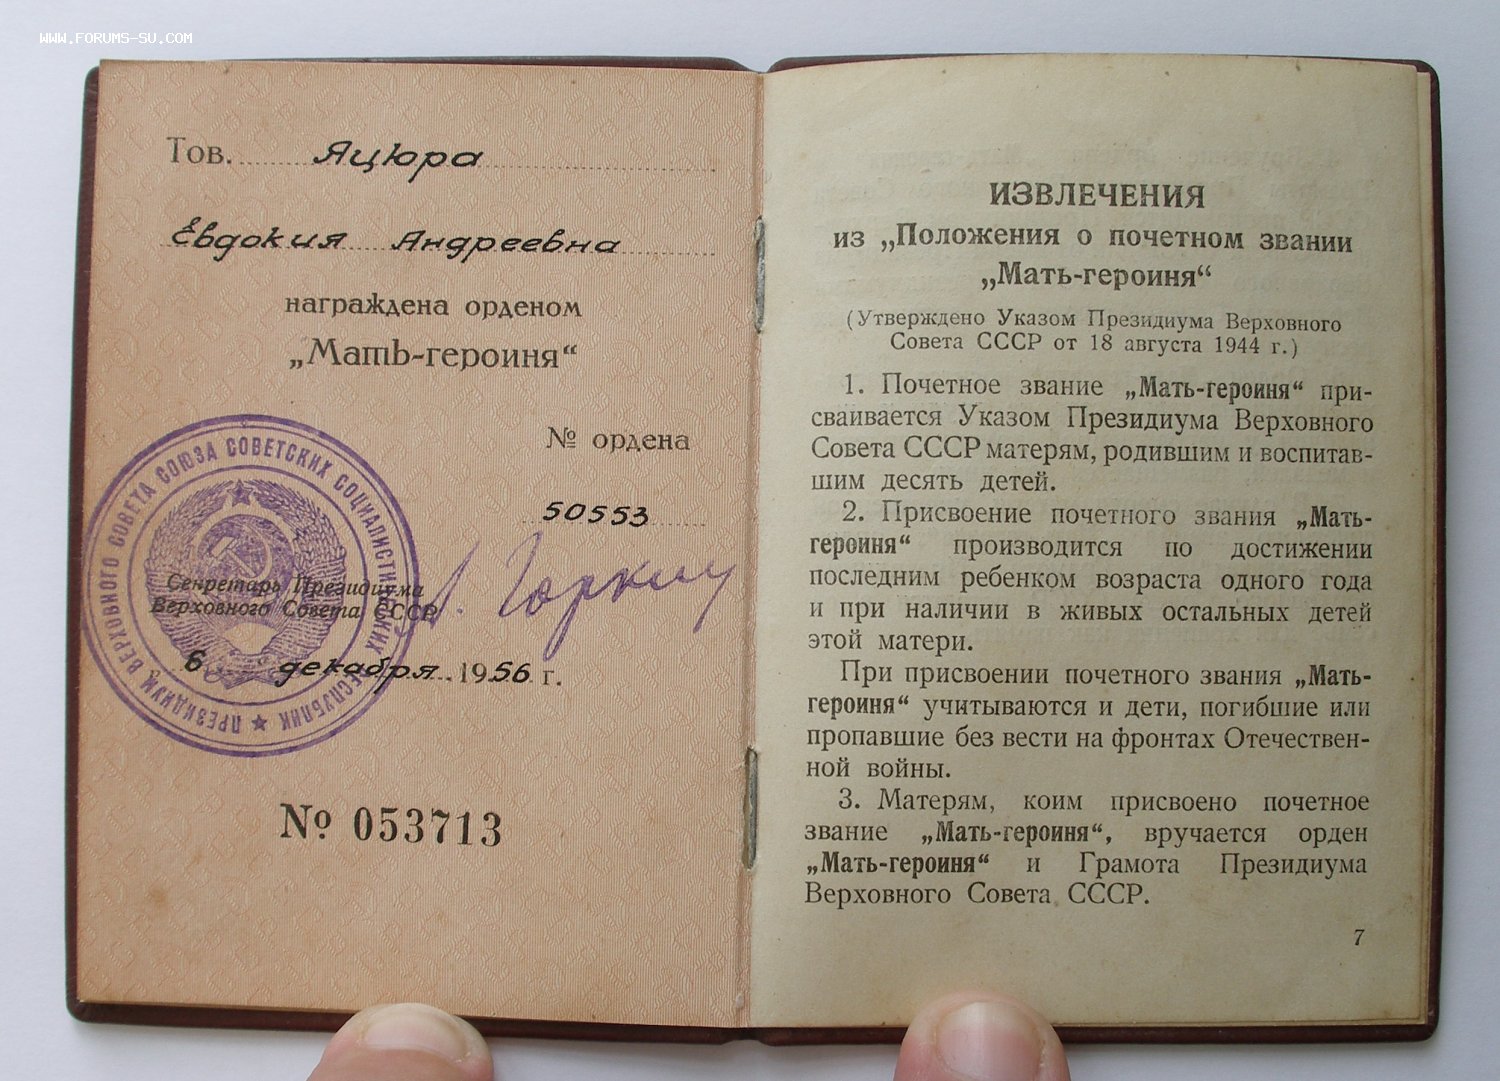 WWW.FORUMS-SU.COM
Тов. Яцюра
Евдокия Андреевна
награждена орденом
„Мать-героиня“
№ ордена
50553
ПРЕЗИДИУМ ВЕРХОВНОГО СОВЕТА СОЮЗА СОВЕТСКИХ СОЦИАЛИСТИЧЕСКИХ РЕСПУБЛИК
Секретарь Президиума
Верховного Совета СССР
А. Горкин
6 декабря 1956 г.
№ 053713
ИЗВЛЕЧЕНИЯ
из „Положения о почетном звании
„Мать-героиня“
(Утверждено Указом Президиума Верховного
Совета СССР от 18 августа 1944 г.)
1. Почетное звание „Мать-героиня“ при-
сваивается Указом Президиума Верховного
Совета СССР матерям, родившим и воспитав-
шим десять детей.
2. Присвоение почетного звания „Мать-
героиня“ производится по достижении
последним ребенком возраста одного года
и при наличии в живых остальных детей
этой матери.
При присвоении почетного звания „Мать-
героиня“ учитываются и дети, погибшие или
пропавшие без вести на фронтах Отечествен-
ной войны.
3. Матерям, коим присвоено почетное
звание „Мать-героиня“, вручается орден
„Мать-героиня“ и Грамота Президиума
Верховного Совета СССР.
7